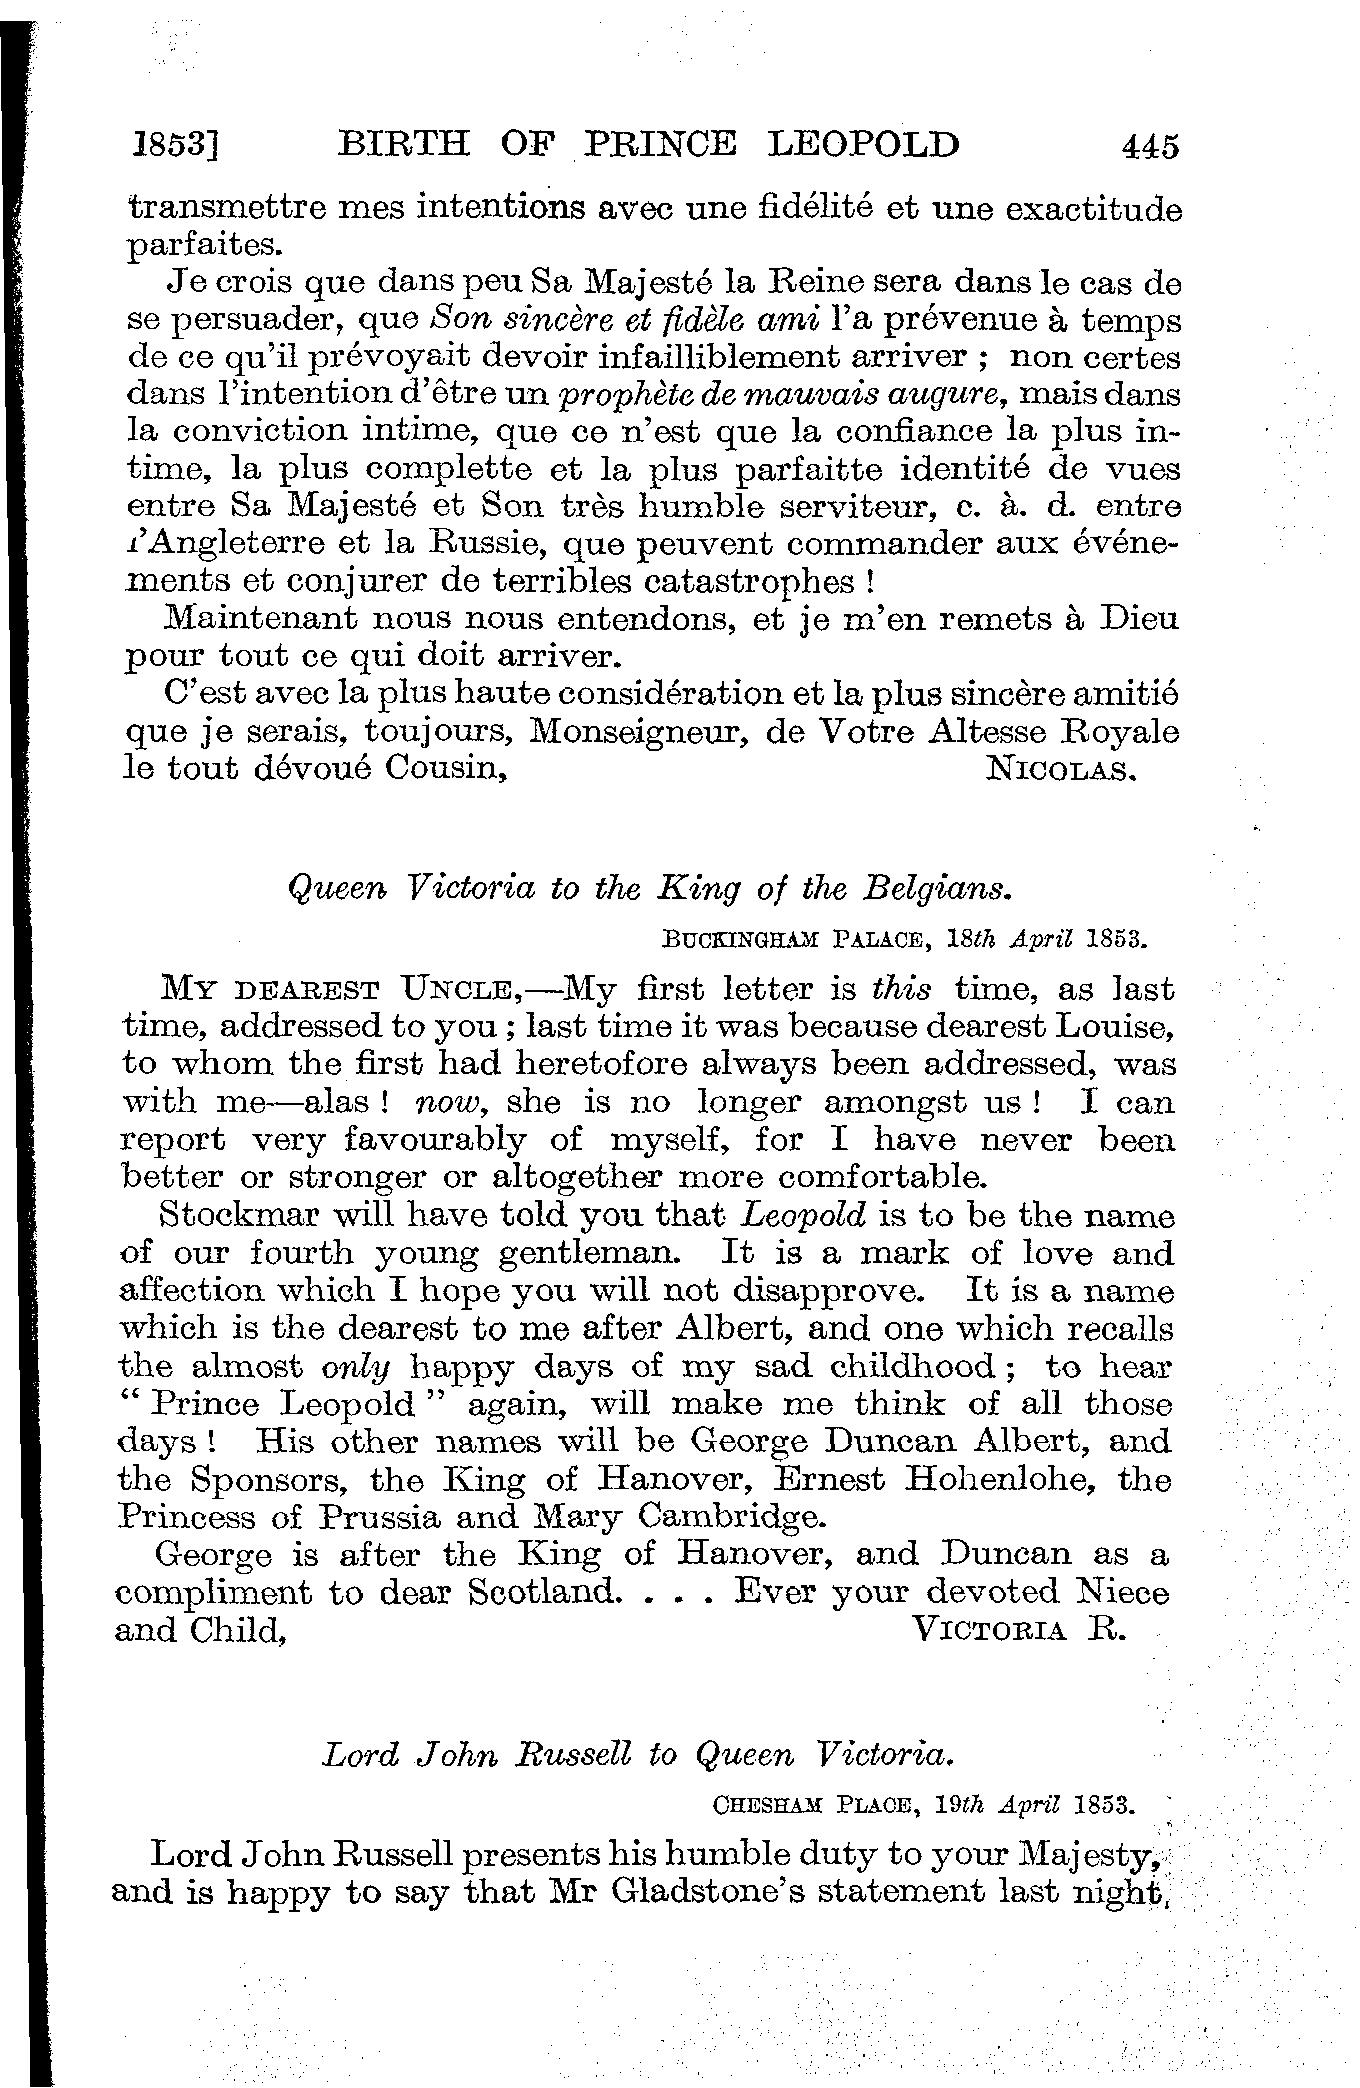 1853] BIRTH OF PRINCE LEOPOLD 445
transmettre mes intentions avec une fidélité et une exactitude
parfaites.
Je crois que dans peu Sa Majesté la Reine sera dans le cas de
se persuader, que Son sincère et fidèle ami l'a prévenue à temps
de ce qu'il prévoyait devoir infailliblement arriver ; non certes
dans l'intention d'être un prophète de mauvais augure, mais dans
la conviction intime, que ce n'est que la confiance la plus in-
time, la plus complette et la plus parfaitte identité de vues
entre Sa Majesté et Son très humble serviteur, c. à. d. entre
l'Angleterre et la Russie, que peuvent commander aux événe-
ments et conjurer de terribles catastrophes !
Maintenant nous nous entendons, et je m'en remets à Dieu
pour tout ce qui doit arriver.
C'est avec la plus haute considération et la plus sincère amitié
que je serais, toujours, Monseigneur, de Votre Altesse Royale
le tout dévoué Cousin, NICOLAS.
Queen Victoria to the King of the Belgians.
BUCKINGHAM PALACE, 18th April 1853.
MY DEAREST UNCLE,—My first letter is this time, as last
time, addressed to you ; last time it was because dearest Louise,
to whom the first had heretofore always been addressed, was
with me—alas ! now, she is no longer amongst us ! I can
report very favourably of myself, for I have never been
better or stronger or altogether more comfortable.
Stockmar will have told you that Leopold is to be the name
of our fourth young gentleman. It is a mark of love and
affection which I hope you will not disapprove. It is a name
which is the dearest to me after Albert, and one which recalls
the almost only happy days of my sad childhood ; to hear
“ Prince Leopold ” again, will make me think of all those
days ! His other names will be George Duncan Albert, and
the Sponsors, the King of Hanover, Ernest Hohenlohe, the
Princess of Prussia and Mary Cambridge.
George is after the King of Hanover, and Duncan as a
compliment to dear Scotland. . . . Ever your devoted Niece
and Child, VICTORIA R.
Lord John Russell to Queen Victoria.
CHESHAM PLACE, 19th April 1853.
Lord John Russell presents his humble duty to your Majesty,
and is happy to say that Mr Gladstone's statement last night,